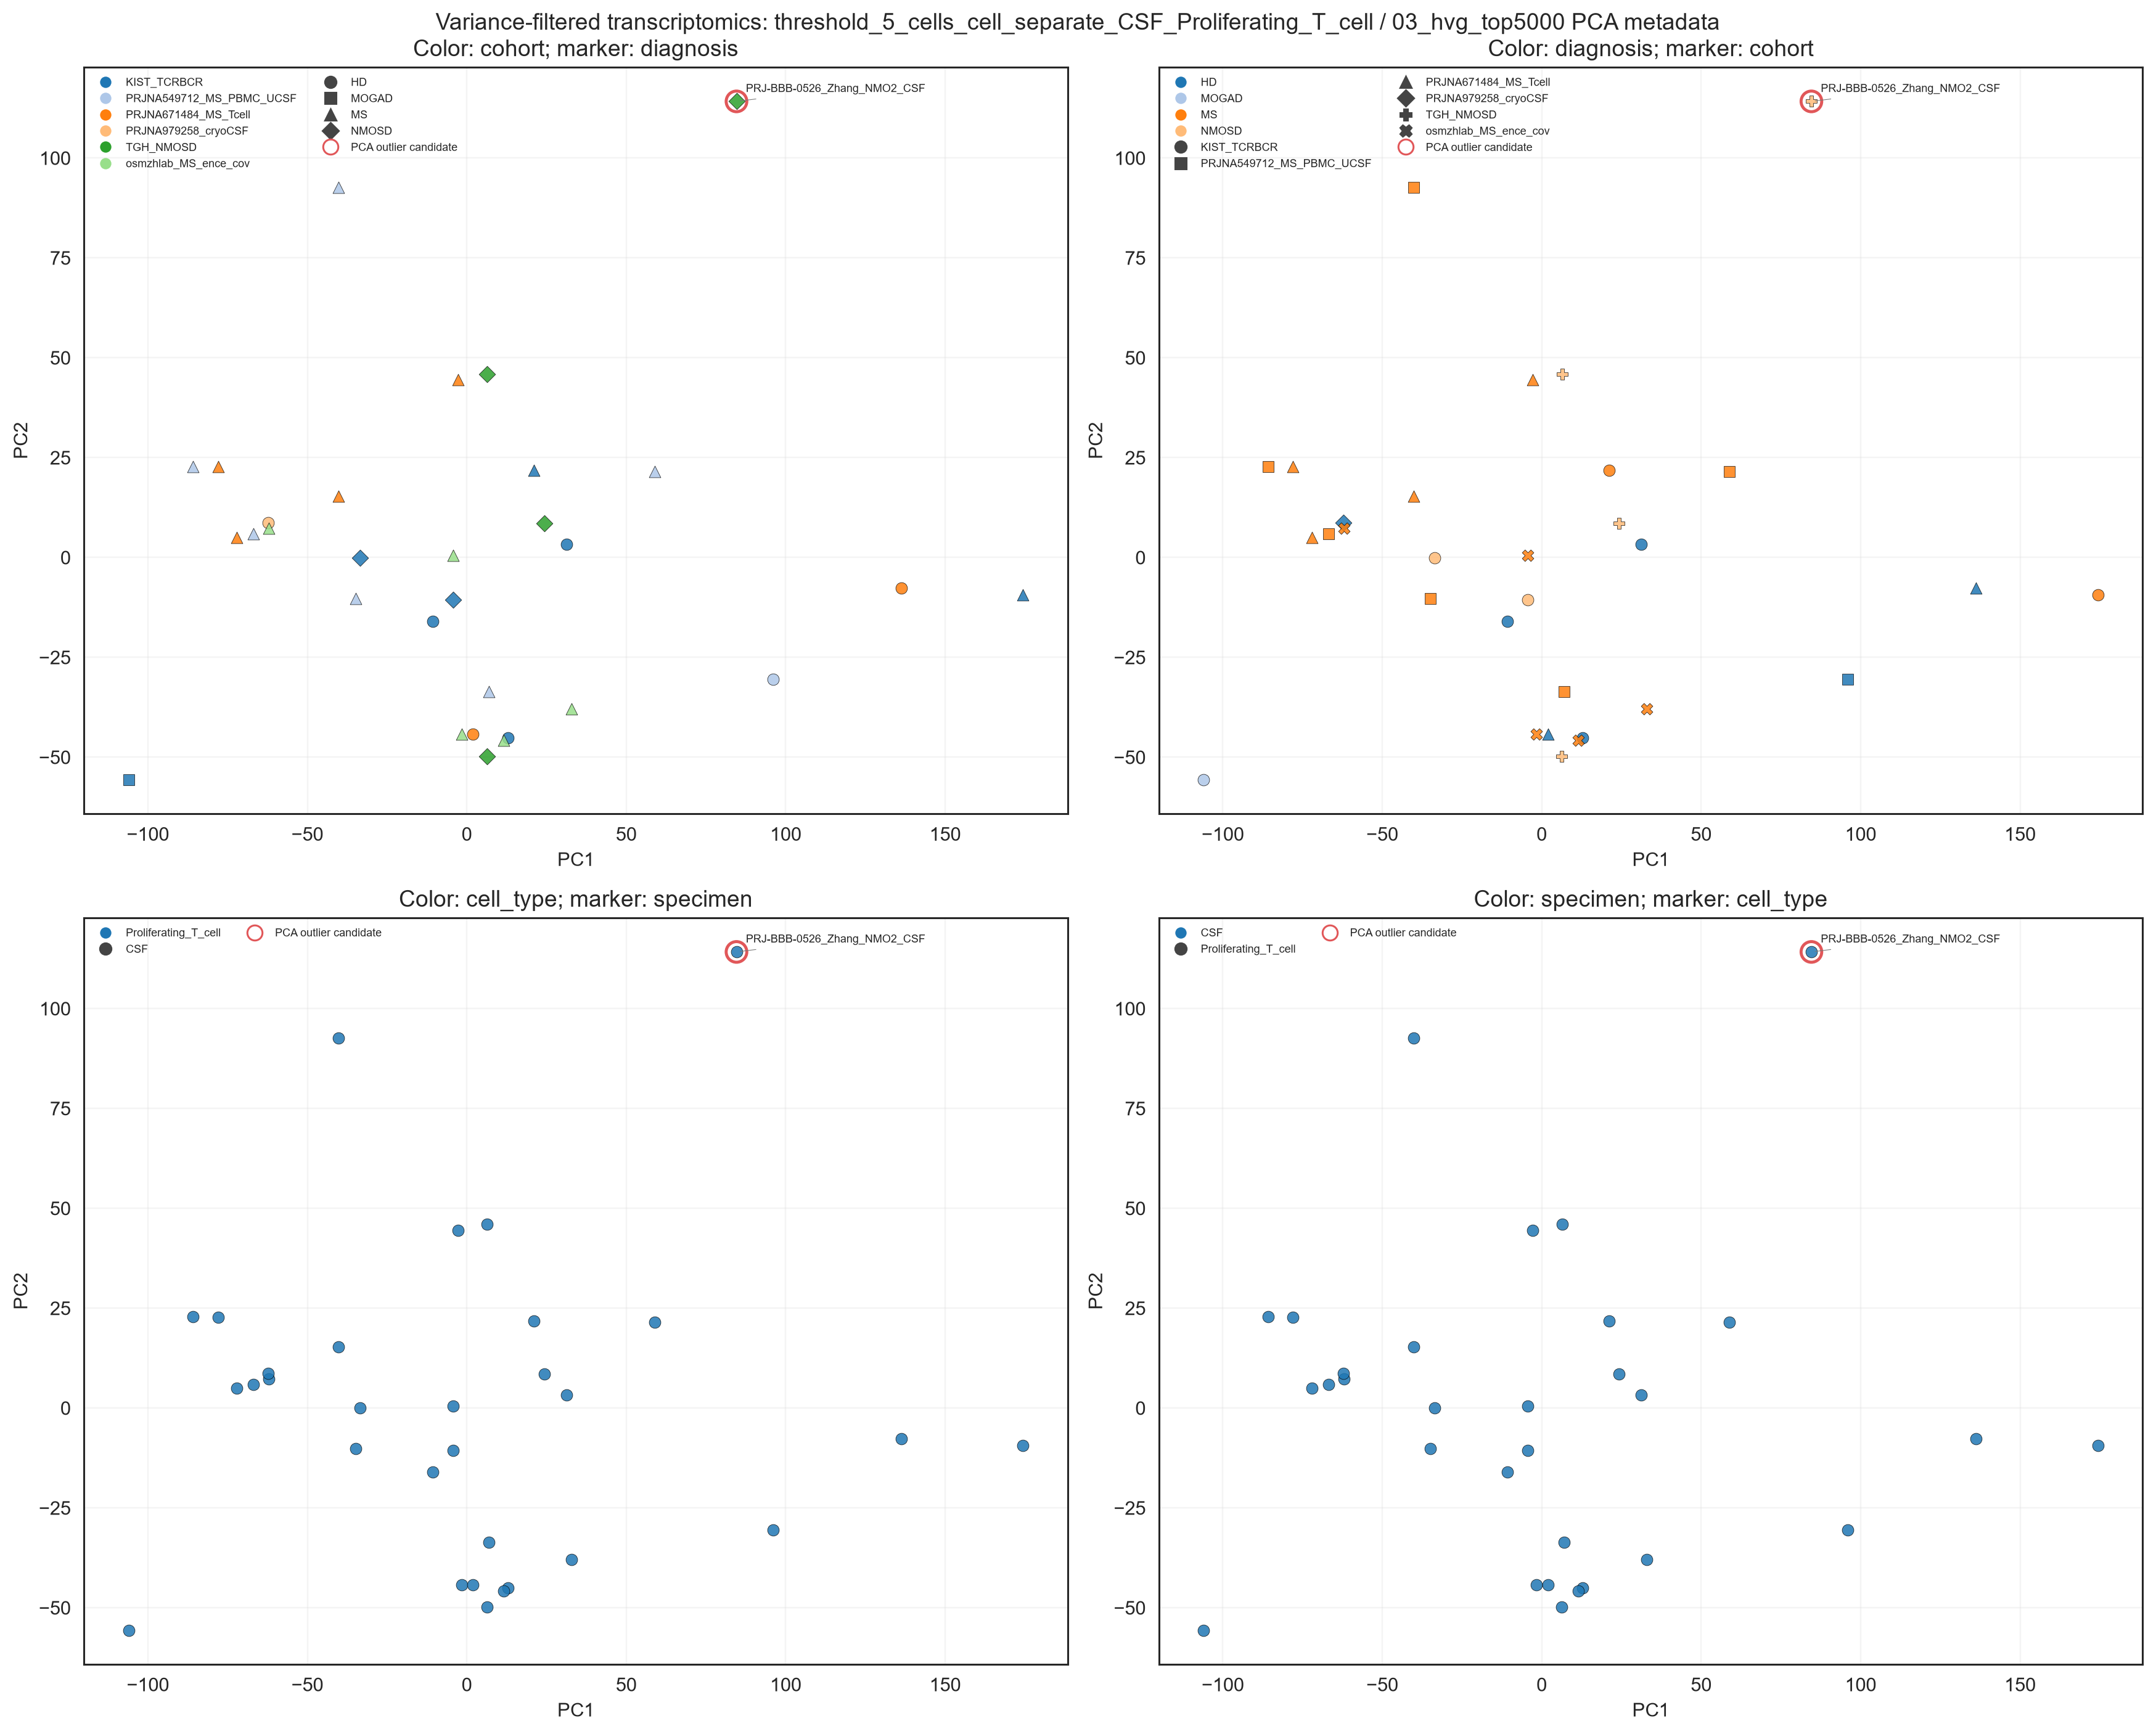 Variance-filtered transcriptomics: threshold_5_cells_cell_separate_CSF_Proliferating_T_cell / 03_hvg_top5000 PCA metadata
Color: cohort; marker: diagnosis
KIST_TCRBCR
PRJNA549712_MS_PBMC_UCSF
PRJNA671484_MS_Tcell
PRJNA979258_cryoCSF
TGH_NMOSD
osmzhlab_MS_ence_cov
HD
MOGAD
MS
NMOSD
PCA outlier candidate
PRJ-BBB-0526_Zhang_NMO2_CSF
100
75
50
25
0
−25
−50
PC2
−100
−50
0
50
100
150
PC1
Color: diagnosis; marker: cohort
HD
MOGAD
MS
NMOSD
KIST_TCRBCR
PRJNA549712_MS_PBMC_UCSF
PRJNA671484_MS_Tcell
PRJNA979258_cryoCSF
TGH_NMOSD
osmzhlab_MS_ence_cov
PCA outlier candidate
PRJ-BBB-0526_Zhang_NMO2_CSF
100
75
50
25
0
−25
−50
PC2
−100
−50
0
50
100
150
PC1
Color: cell_type; marker: specimen
Proliferating_T_cell
CSF
PCA outlier candidate
PRJ-BBB-0526_Zhang_NMO2_CSF
100
75
50
25
0
−25
−50
PC2
−100
−50
0
50
100
150
PC1
Color: specimen; marker: cell_type
CSF
Proliferating_T_cell
PCA outlier candidate
PRJ-BBB-0526_Zhang_NMO2_CSF
100
75
50
25
0
−25
−50
PC2
−100
−50
0
50
100
150
PC1